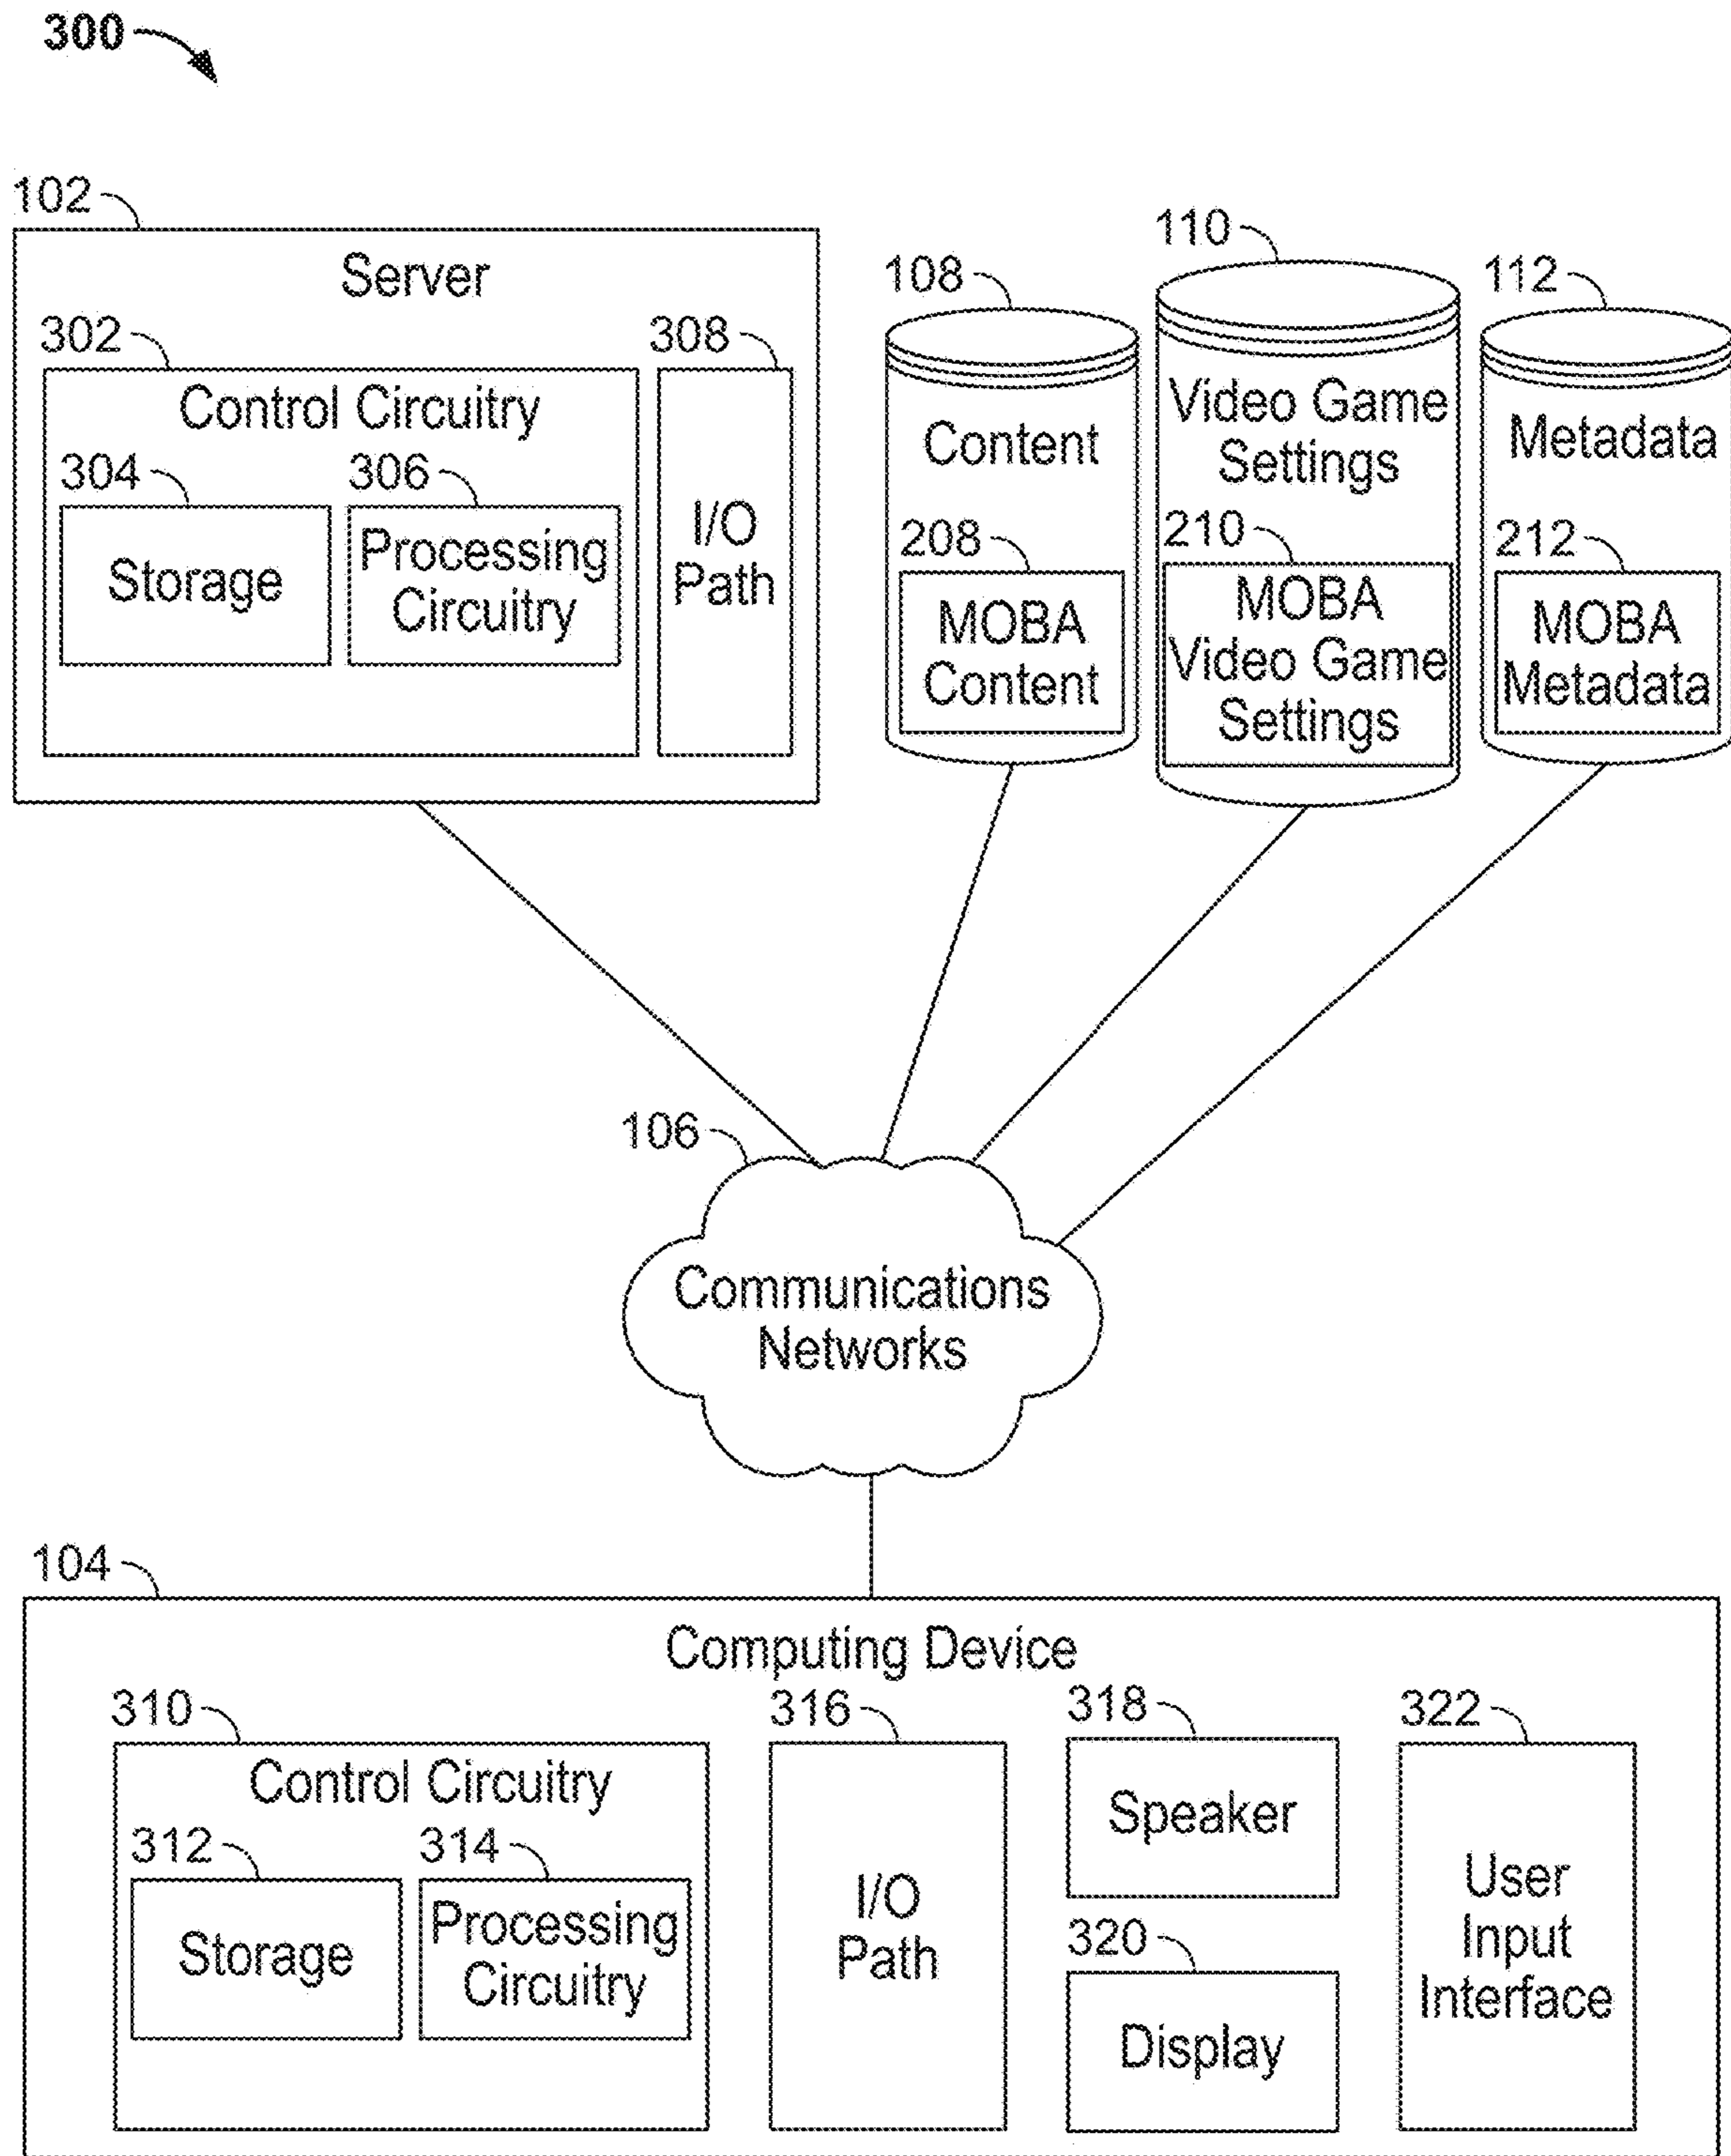 300
102
Server
302
308
Control Circuitry
304
306
Storage
Processing
Circuitry
I/O
Path
108
Content
208
MOBA
Content
110
Video Game
Settings
210
MOBA
Video Game
Settings
112
Metadata
212
MOBA
Metadata
106
Communications
Networks
104
Computing Device
310
Control Circuitry
312
314
Storage
Processing
Circuitry
316
I/O
Path
318
Speaker
320
Display
322
User
Input
Interface